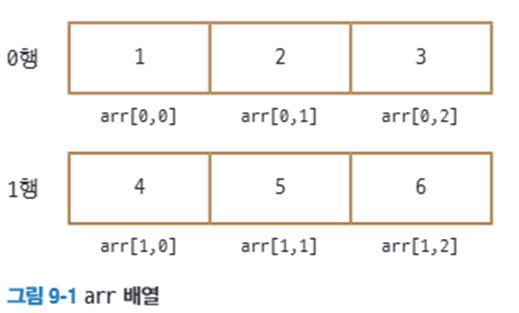 0행 1 2 3
arr[0,0] arr[0,1] arr[0,2]
1행 4 5 6
arr[1,0] arr[1,1] arr[1,2]
그림 9-1 arr 배열